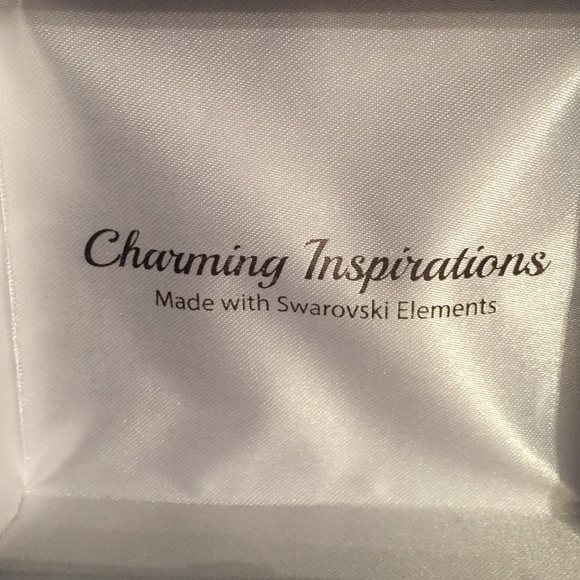 Charming Inspirations
Made with Swarovski Elements